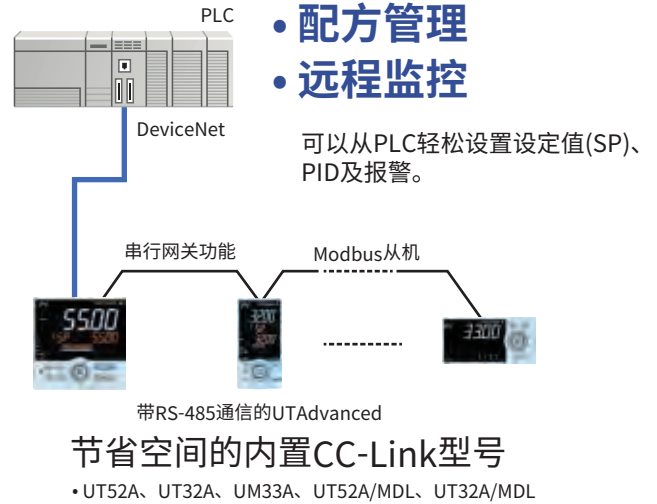 PLC
• 配方管理
• 远程监控
DeviceNet
可以从PLC轻松设置设定值(SP)、
PID及报警。
串行网关功能
Modbus从机
5500
5500
3200
3200
3300
带RS-485通信的UTAdvanced
节省空间的内置CC-Link型号
• UT52A、UT32A、UM33A、UT52A/MDL、UT32A/MDL